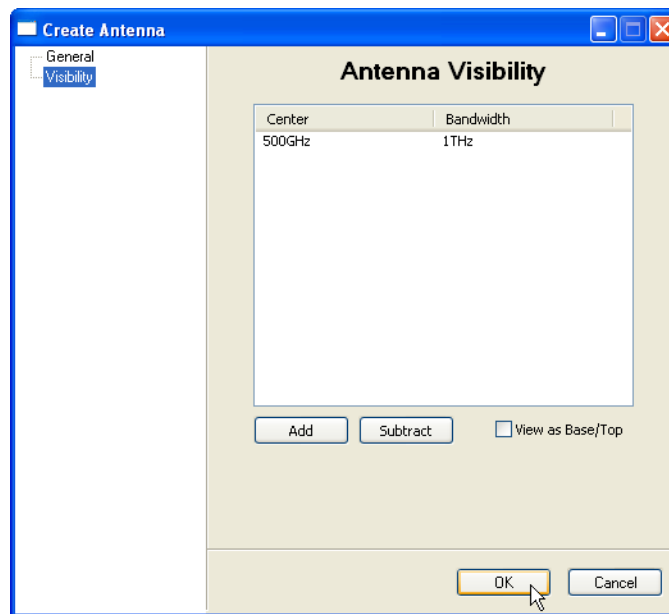 Create Antenna
General
Visibility
Antenna Visibility
Center Bandwidth
500GHz 1THz
Add Subtract View as Base/Top
OK Cancel